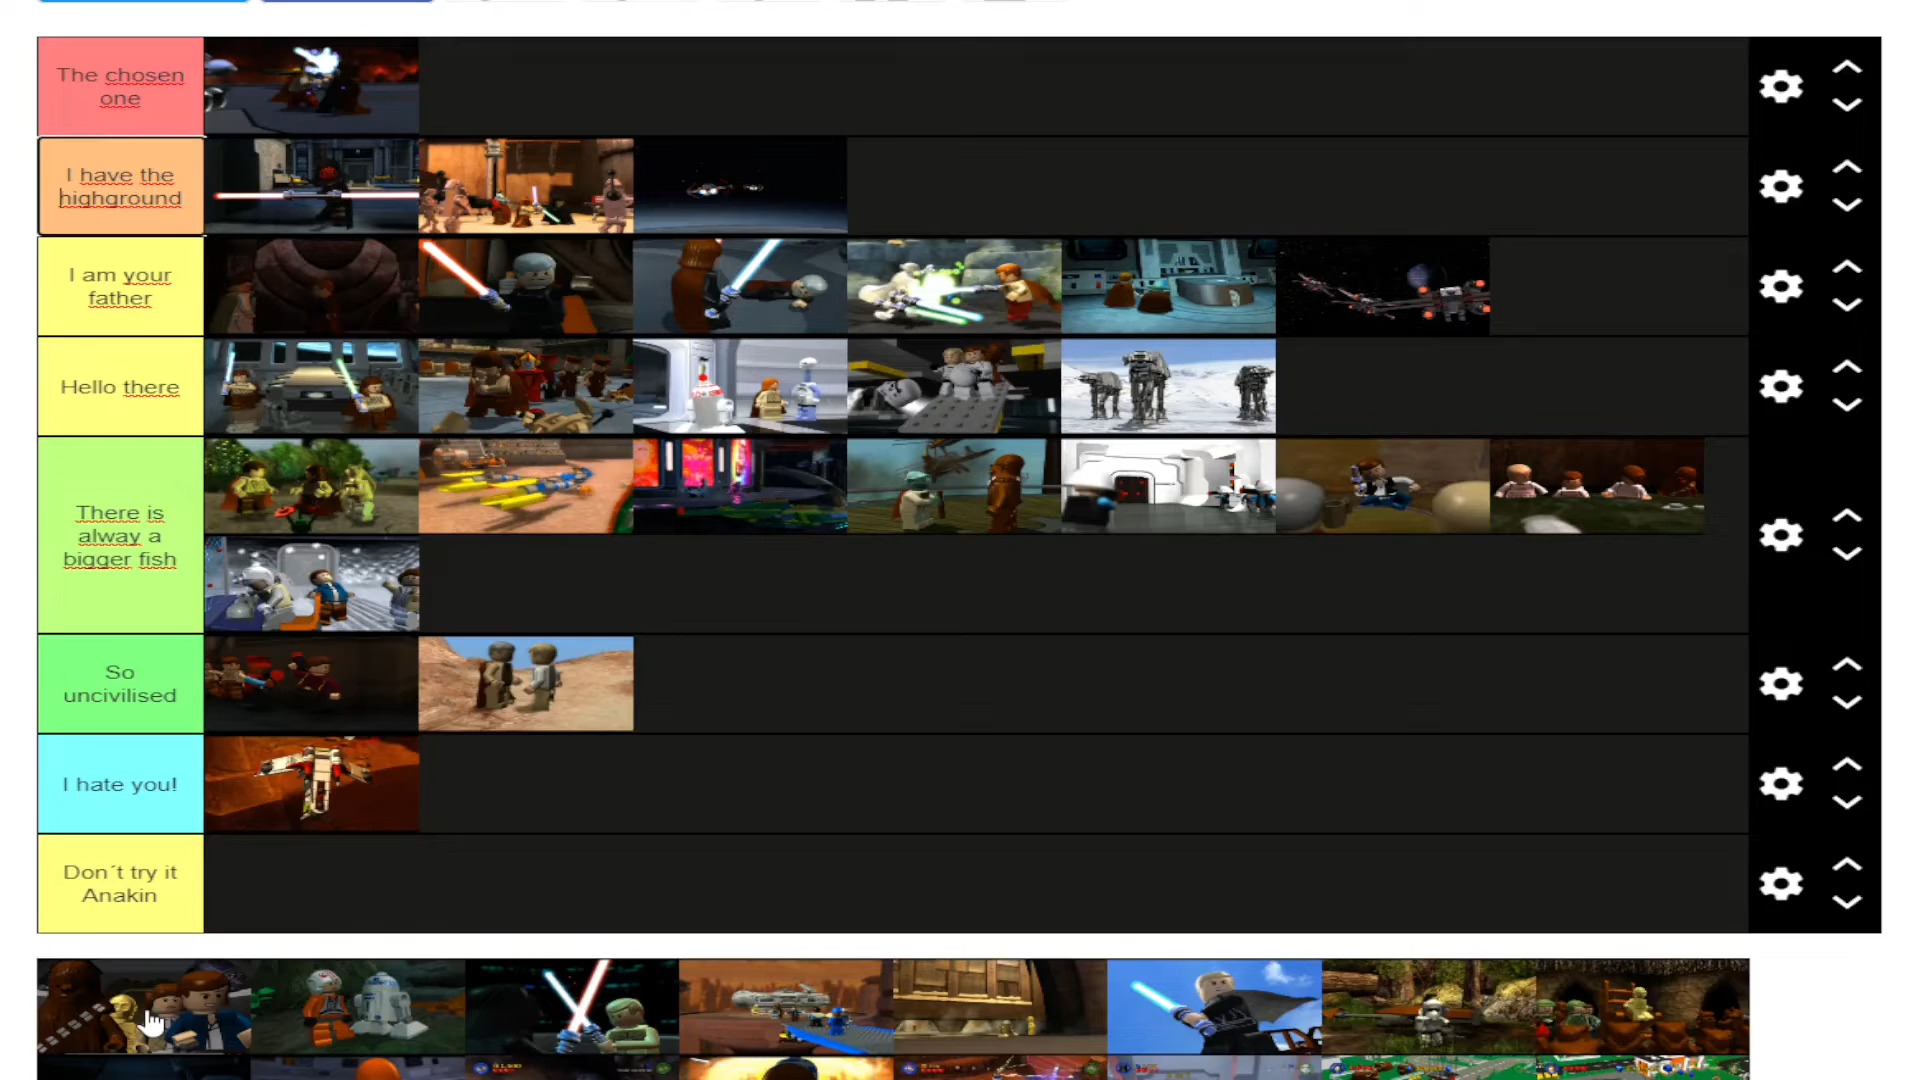 The chosen
one
I have the
highground
I am your
father
Hello there
There is
alway a
bigger fish
So
uncivilised
I hate you!
Don´t try it
Anakin